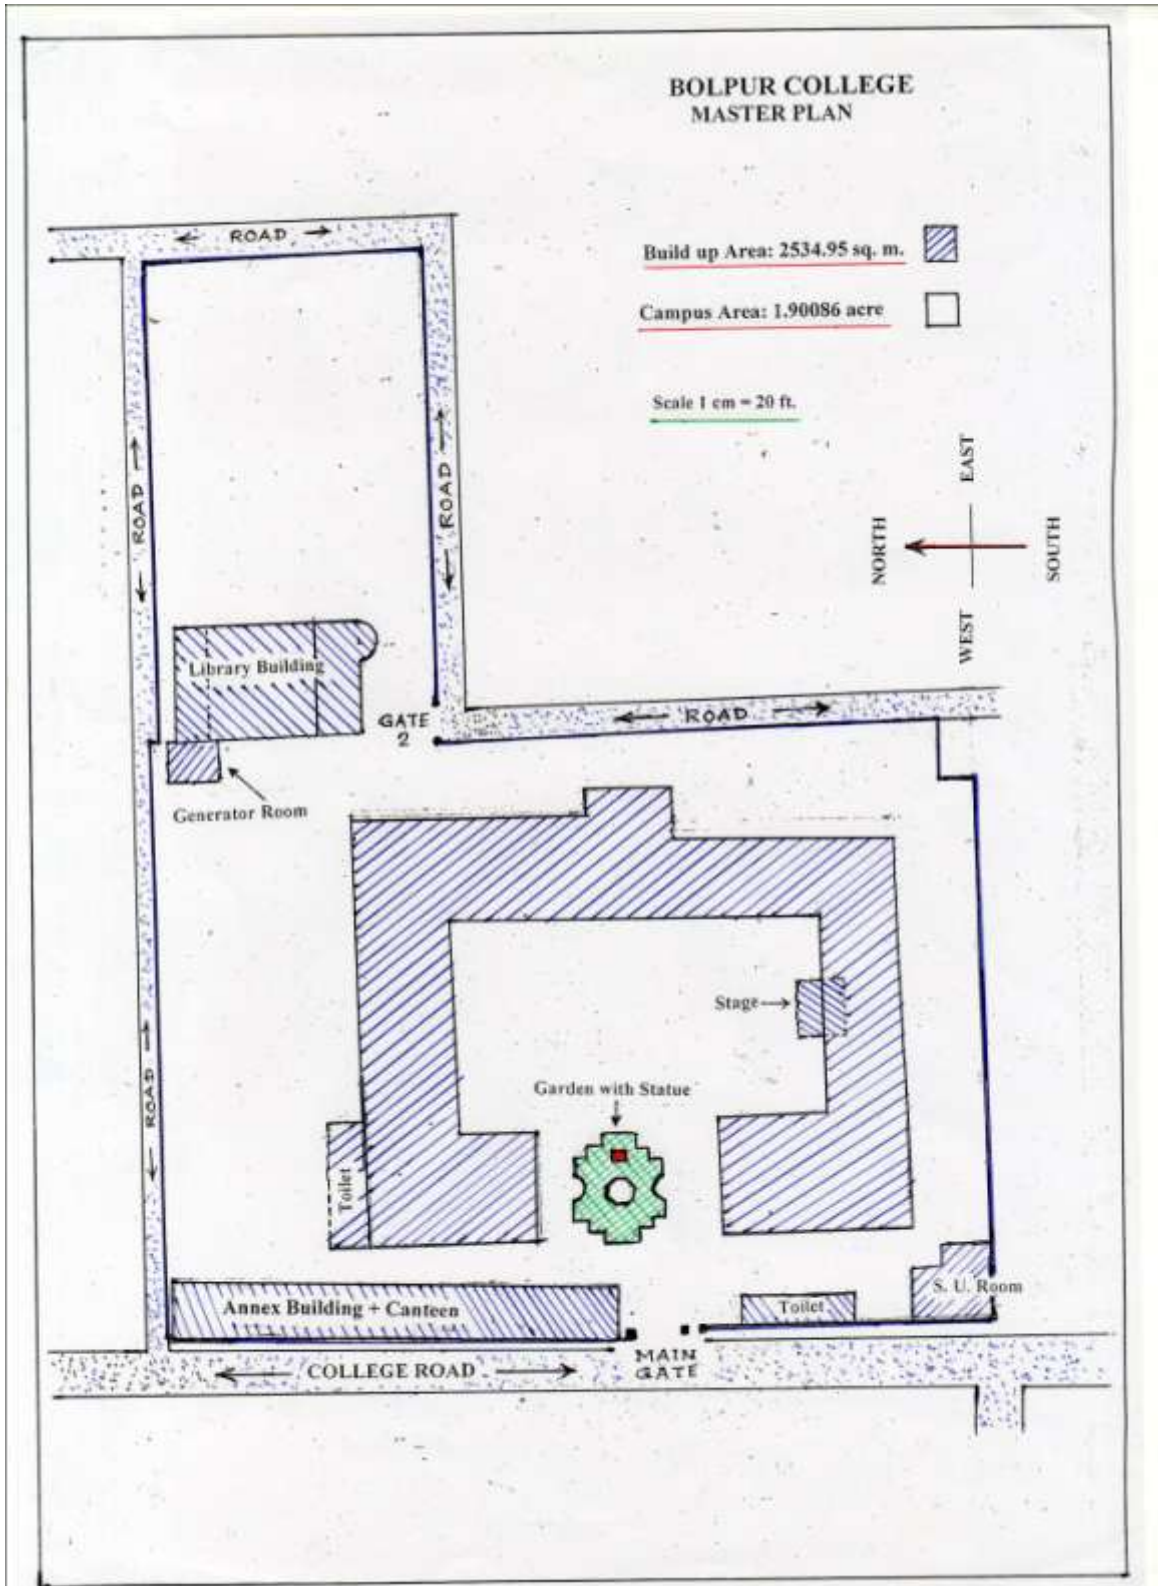 BOLPUR COLLEGE
MASTER PLAN
ROAD
Build up Area: 2534.95 sq. m.
Campus Area: 1.90086 acre
Scale 1 cm = 20 ft.
EAST
NORTH
SOUTH
WEST
ROAD
ROAD
Library Building
GATE
2
ROAD
Generator Room
Stage
Garden with Statue
ROAD
Toilet
S. U. Room
Annex Building + Canteen
Toilet
MAIN
GATE
COLLEGE ROAD